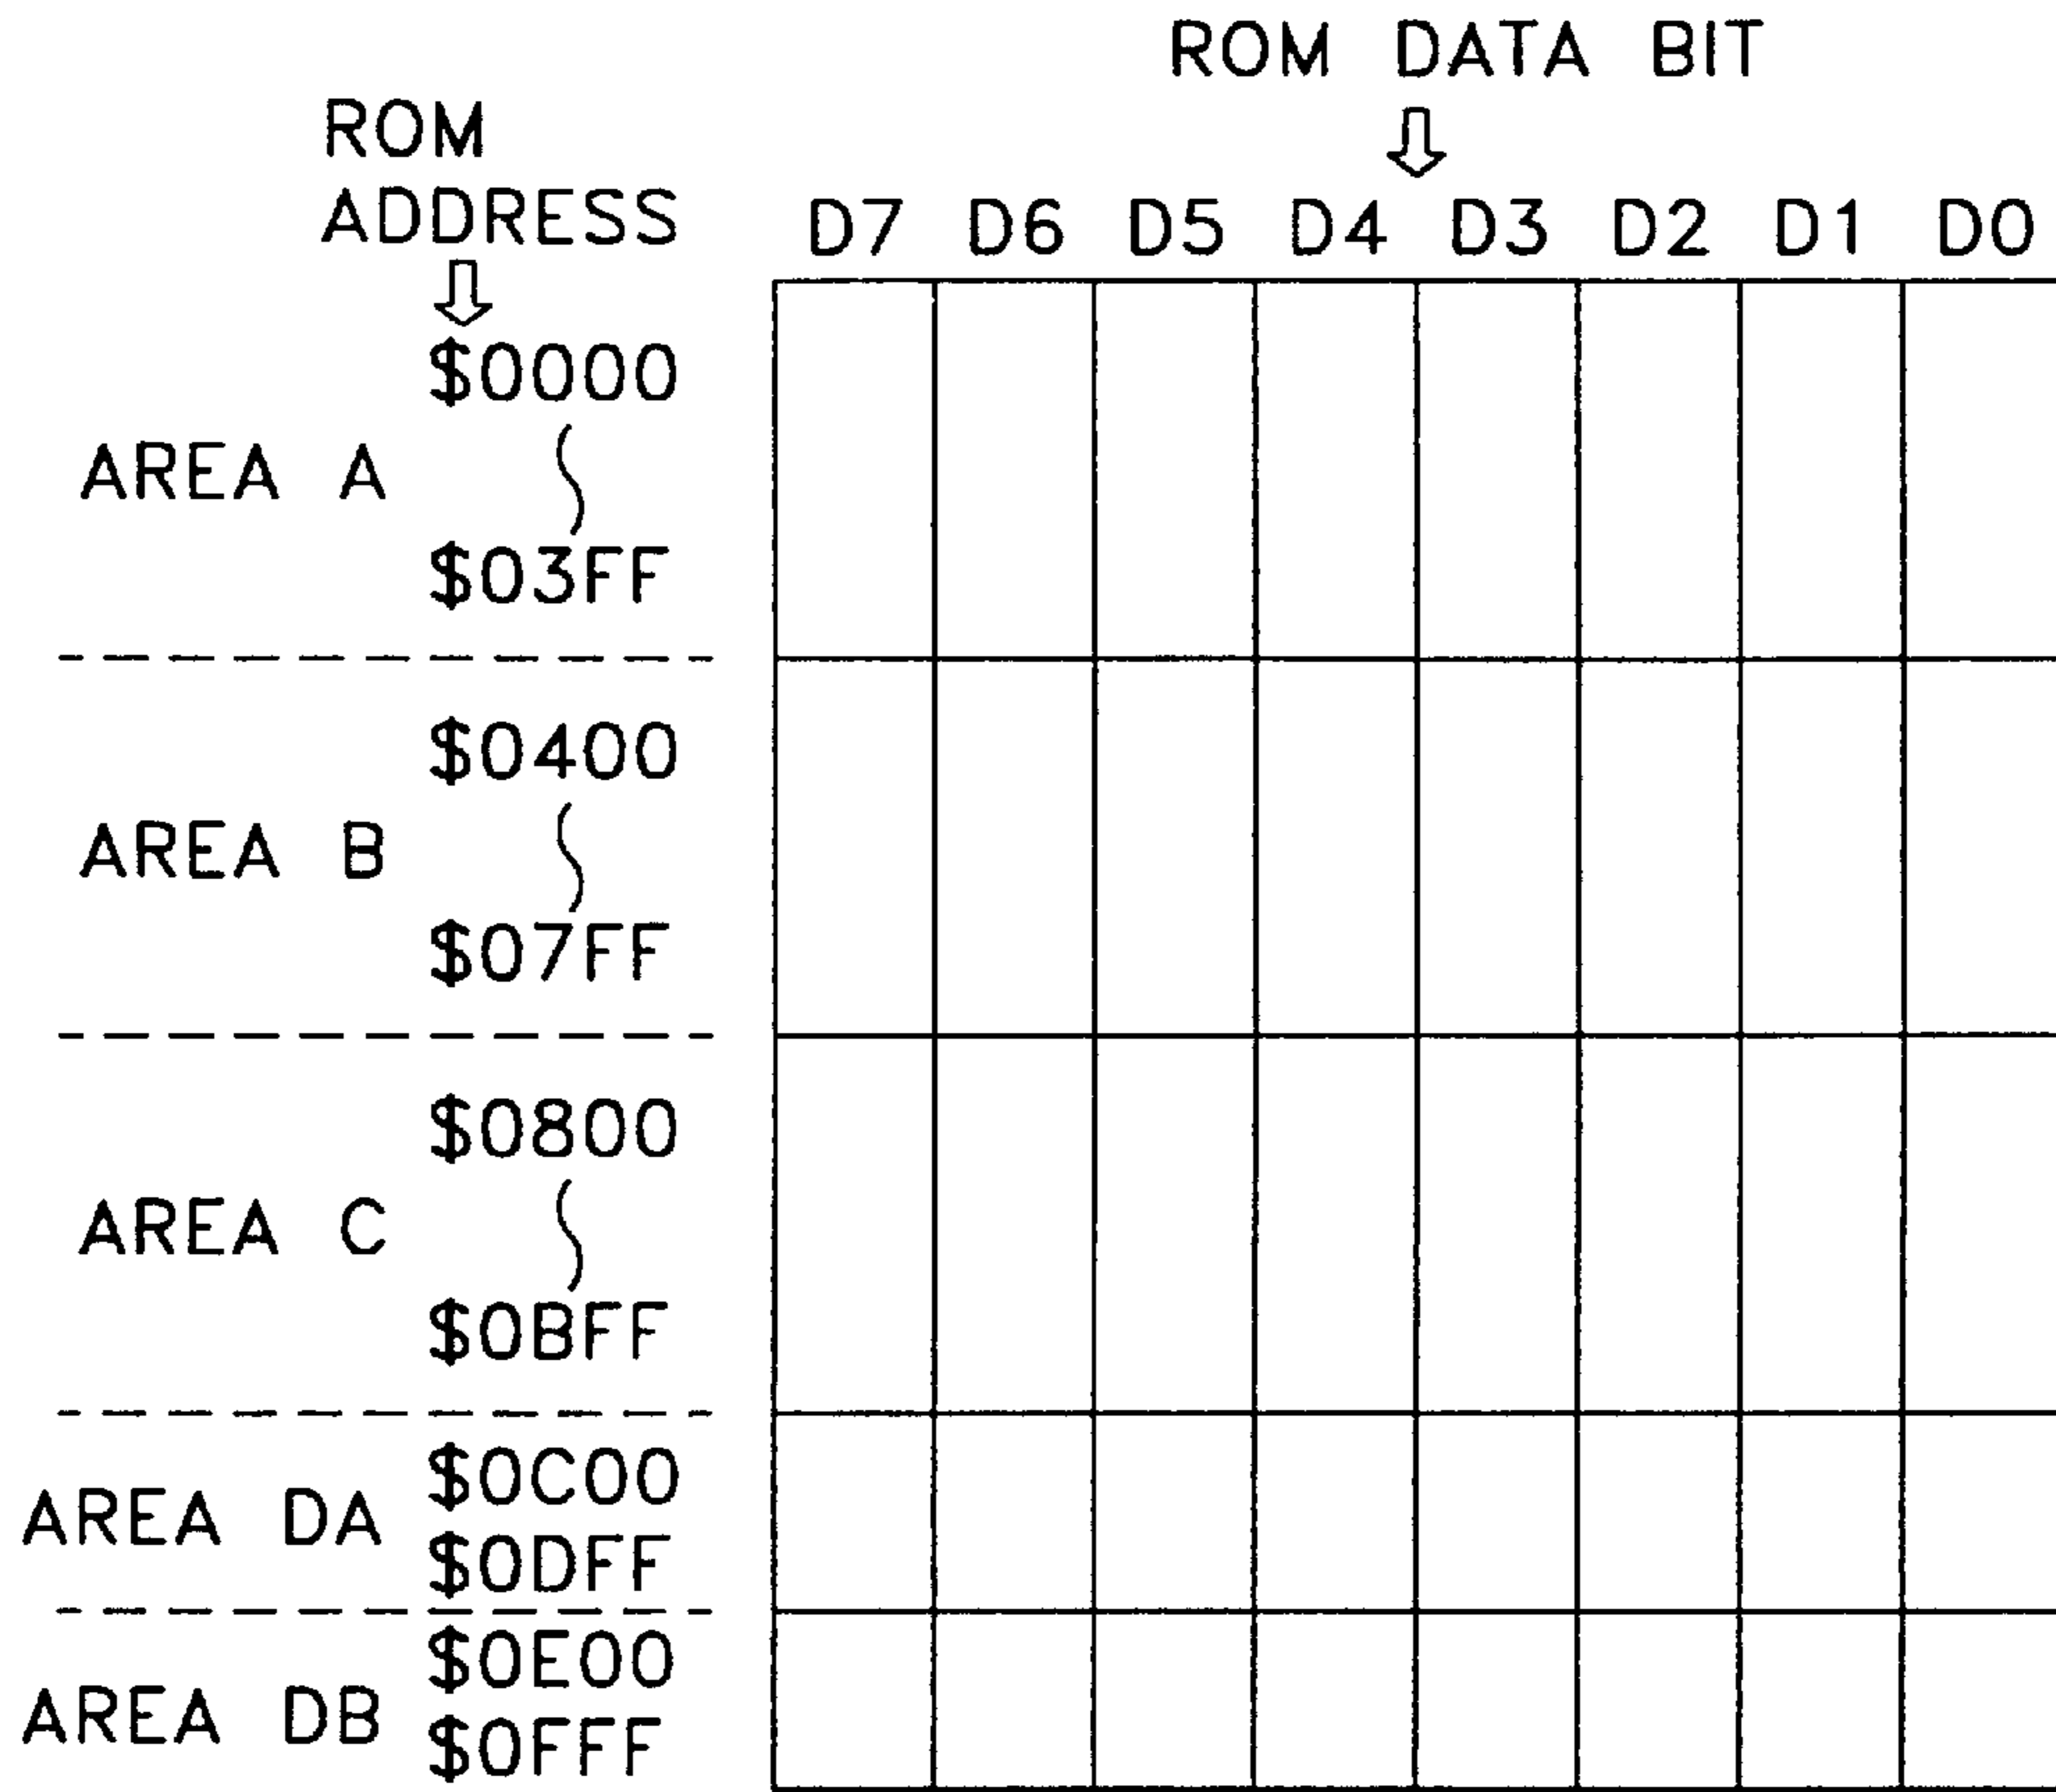 ROM DATA BIT
ROM
ADDRESS
D7 D6 D5 D4 D3 D2 D1 D0
$0000
AREA A
$03FF
$0400
AREA B
$07FF
$0800
AREA C
$0BFF
$0C00
AREA DA
$0DFF
$0E00
AREA DB
$0FFF